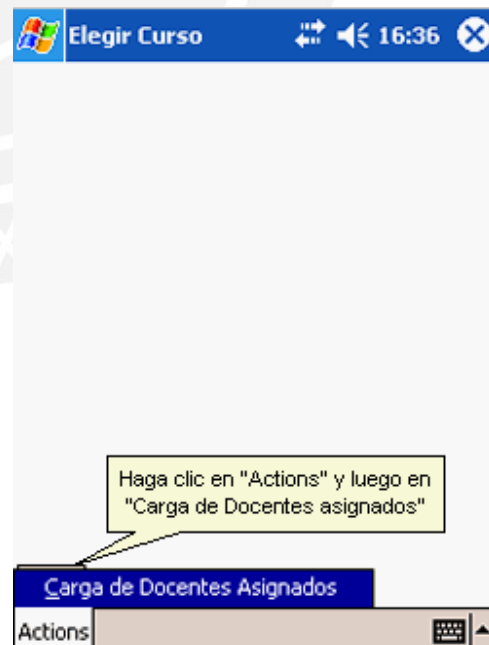 Elegir Curso 16:36
Haga clic en "Actions" y luego en
"Carga de Docentes asignados"
Carga de Docentes Asignados
Actions